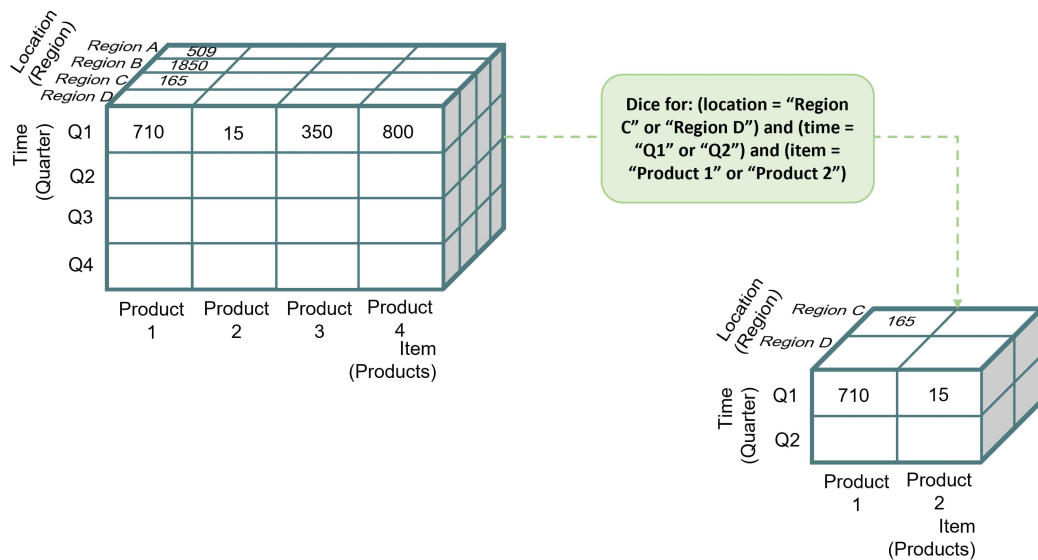 Location
(Region)
Region A
Region B
Region C
Region D
509
1850
165
Time
(Quarter)
Q1
710
15
350
800
Q2
Q3
Q4
Product
1
Product
2
Product
3
Product
4
Item
(Products)
Dice for: (location = “Region
C” or “Region D”) and (time =
“Q1” or “Q2”) and (item =
“Product 1” or “Product 2”)
Location
(Region)
Region C
Region D
165
Time
(Quarter)
Q1
710
15
Q2
Product
1
Product
2
Item
(Products)